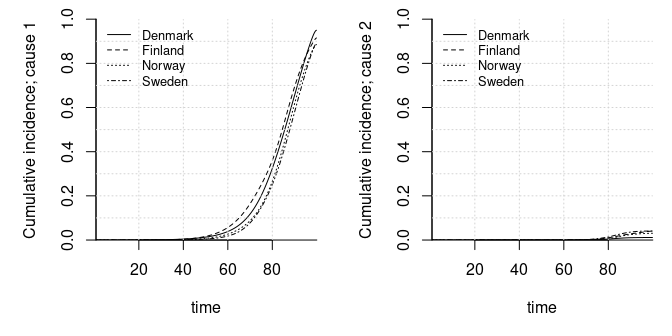 Cumulative incidence; cause 1
1.0
0.8
0.6
0.4
0.2
0.0
Denmark
Finland
Norway
Sweden
20 40 60 80
time
Cumulative incidence; cause 2
1.0
0.8
0.6
0.4
0.2
0.0
Denmark
Finland
Norway
Sweden
20 40 60 80
time